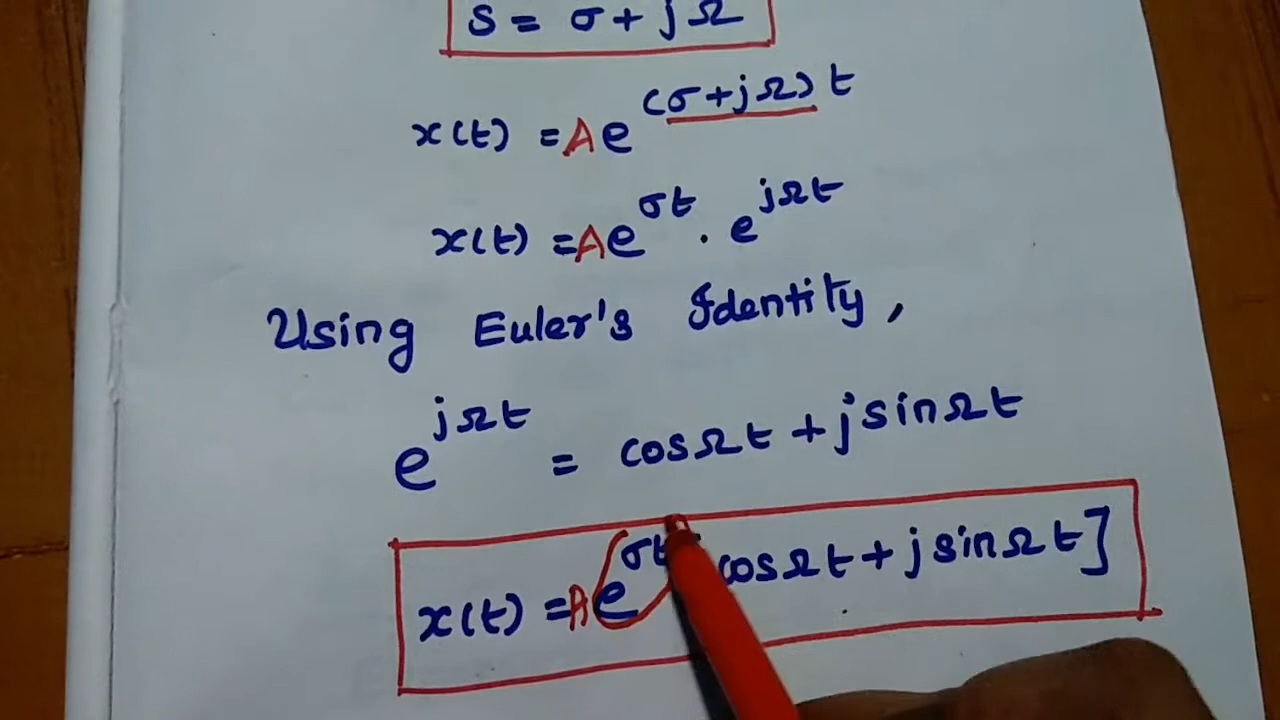 S = σ + jΩ
x(t) = Ae^(σ+jΩ)t
x(t) = Ae^σt . e^jΩt
Using Euler's Identity,
e^jΩt = cosΩt + jsinΩt
x(t) = Ae^σt cosΩt + jsinΩt]